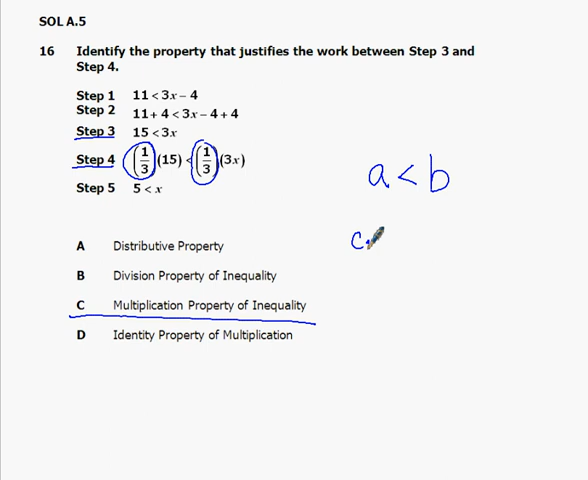 SOL A.5
16 Identify the property that justifies the work between Step 3 and
Step 4.
Step 1 11 < 3x − 4
Step 2 11 + 4 < 3x − 4 + 4
Step 3 15 < 3x
Step 4 (1/3)(15) < (1/3)(3x)
Step 5 5 < x
a < b
c
A Distributive Property
B Division Property of Inequality
C Multiplication Property of Inequality
D Identity Property of Multiplication